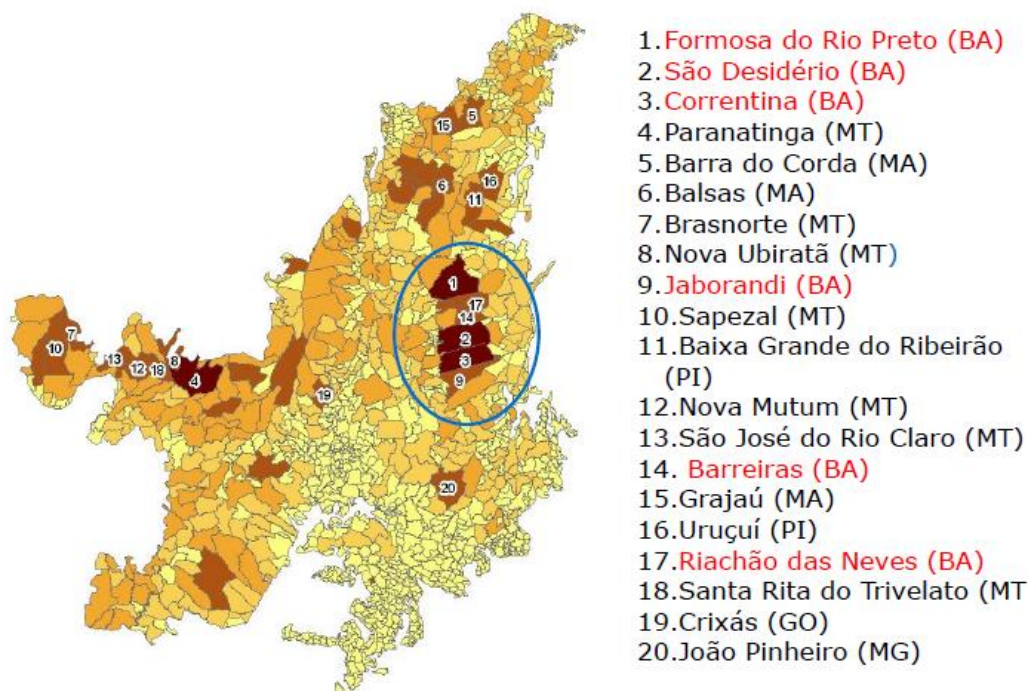 1.Formosa do Rio Preto (BA)
2.São Desidério (BA)
3.Correntina (BA)
4.Paranatinga (MT)
5.Barra do Corda (MA)
6.Balsas (MA)
7.Brasnorte (MT)
8.Nova Ubiratã (MT)
9.Jaborandi (BA)
10.Sapezal (MT)
11.Baixa Grande do Ribeirão
(PI)
12.Nova Mutum (MT)
13.São José do Rio Claro (MT)
14. Barreiras (BA)
15.Grajaú (MA)
16.Uruçuí (PI)
17.Riachão das Neves (BA)
18.Santa Rita do Trivelato (MT
19.Crixás (GO)
20.João Pinheiro (MG)
15
5
6
16
11
1
17
14
2
3
9
7
10
13
12
18
8
4
19
20